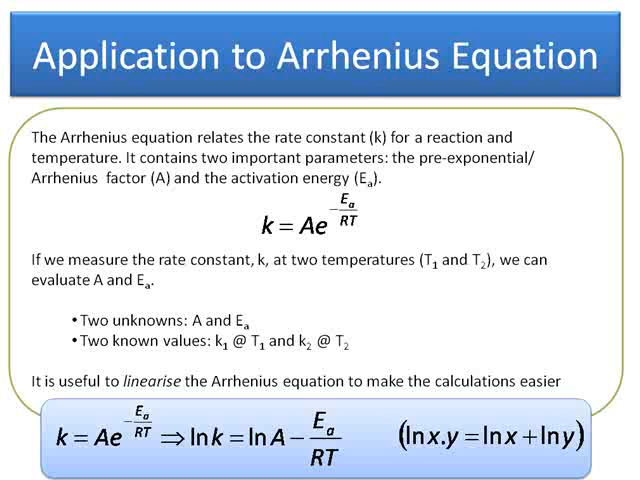 Application to Arrhenius Equation
The Arrhenius equation relates the rate constant (k) for a reaction and
temperature. It contains two important parameters: the pre-exponential/
Arrhenius factor (A) and the activation energy (Eₐ).
k = Ae^(-Eₐ/RT)
If we measure the rate constant, k, at two temperatures (T₁ and T₂), we can
evaluate A and Eₐ.
•Two unknowns: A and Eₐ
•Two known values: k₁ @ T₁ and k₂ @ T₂
It is useful to linearise the Arrhenius equation to make the calculations easier
k = Ae^(-Eₐ/RT) ⇒ ln k = ln A − Eₐ/RT (ln x.y = ln x + ln y)